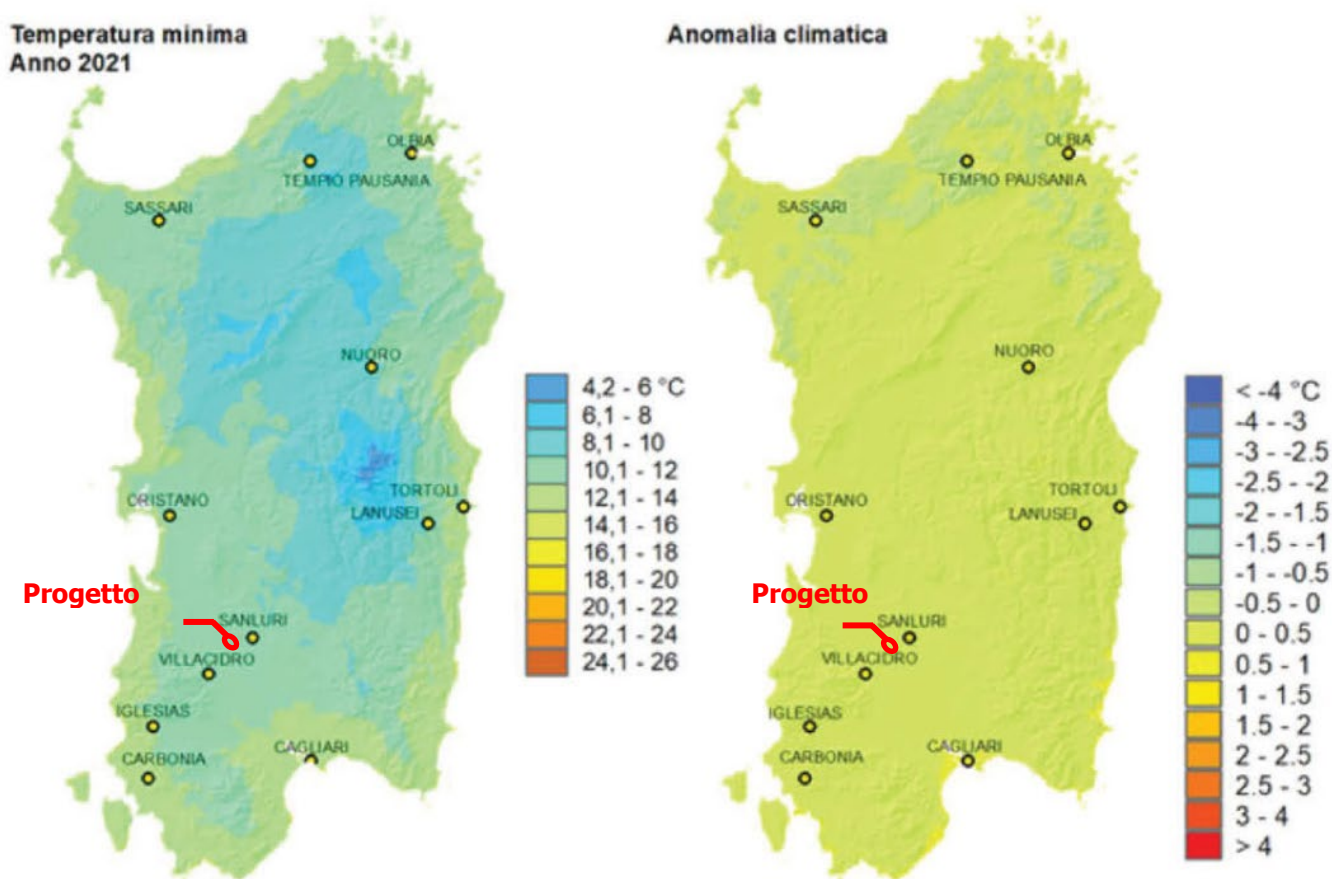 Temperatura minima
Anno 2021
OLBIA
TEMPIO PAUSANIA
SASSARI
NUORO
ORISTANO
TORTOLI
LANUSEI
Progetto
SANLURI
VILLACIDRO
IGLESIAS
CARBONIA
CAGLIARI
4,2 - 6 °C
6,1 - 8
8,1 - 10
10,1 - 12
12,1 - 14
14,1 - 16
16,1 - 18
18,1 - 20
20,1 - 22
22,1 - 24
24,1 - 26
Anomalia climatica
OLBIA
TEMPIO PAUSANIA
SASSARI
NUORO
ORISTANO
TORTOLI
LANUSEI
Progetto
SANLURI
VILLACIDRO
IGLESIAS
CARBONIA
CAGLIARI
< -4 °C
-4 - -3
-3 - -2.5
-2.5 - -2
-2 - -1.5
-1.5 - -1
-1 - -0.5
-0.5 - 0
0 - 0.5
0.5 - 1
1 - 1.5
1.5 - 2
2 - 2.5
2.5 - 3
3 - 4
> 4